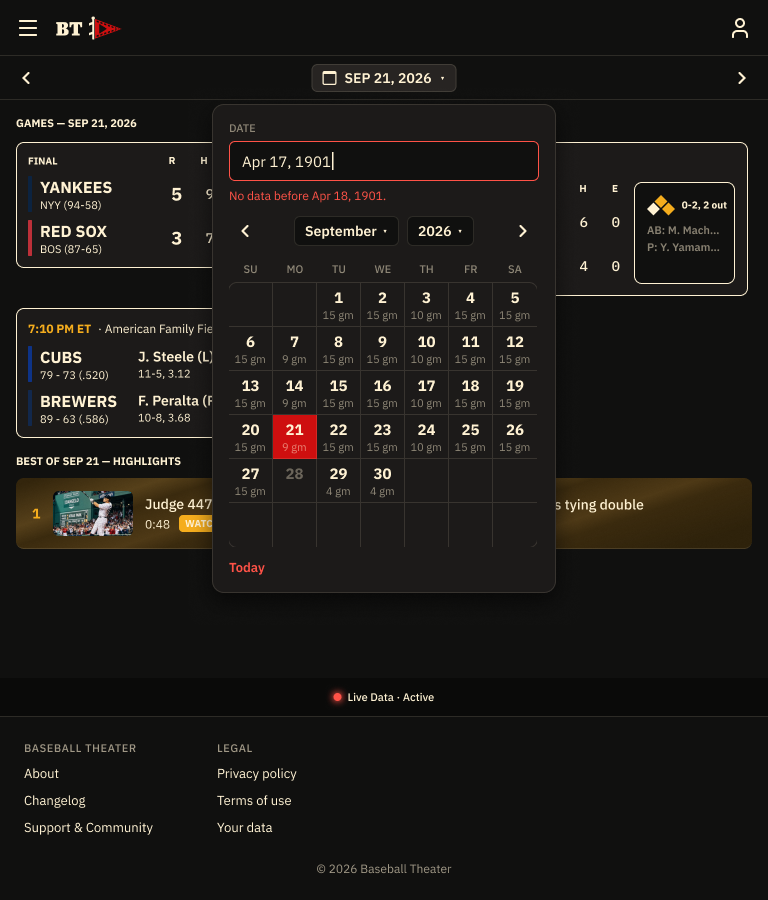 BT
SEP 21, 2026
GAMES — SEP 21, 2026
FINAL R H
YANKEES 5
NYY (94-58)
RED SOX 3
BOS (87-65)
H E
6 0
4 0
0-2, 2 out
AB: M. Mach...
P: Y. Yamam...
DATE
Apr 17, 1901
No data before Apr 18, 1901.
September 2026
SU MO TU WE TH FR SA
1 2 3 4 5
15 gm 15 gm 10 gm 15 gm 15 gm
6 7 8 9 10 11 12
15 gm 9 gm 15 gm 15 gm 10 gm 15 gm 15 gm
13 14 15 16 17 18 19
15 gm 9 gm 15 gm 15 gm 10 gm 15 gm 15 gm
20 21 22 23 24 25 26
15 gm 9 gm 15 gm 15 gm 10 gm 15 gm 15 gm
27 28 29 30
15 gm 4 gm 4 gm
Today
7:10 PM ET · American Family Fie
CUBS J. Steele (L)
79 - 73 (.520) 11-5, 3.12
BREWERS F. Peralta
89 - 63 (.586) 10-8, 3.68
BEST OF SEP 21 — HIGHLIGHTS
1 Judge 447 s tying double
0:48 WATC
Live Data · Active
BASEBALL THEATER
About
Changelog
Support & Community
LEGAL
Privacy policy
Terms of use
Your data
© 2026 Baseball Theater